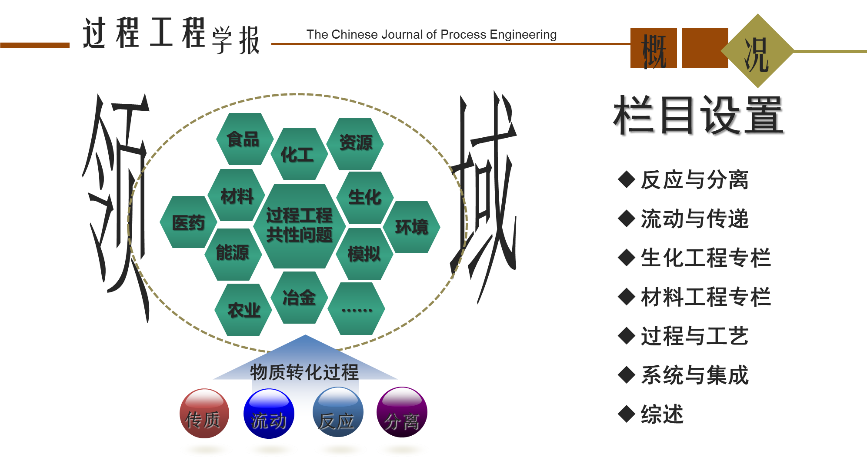 过程工程学报
The Chinese Journal of Process Engineering
概况
领域
食品
化工
资源
材料
生化
医药
过程工程
共性问题
环境
能源
模拟
农业
冶金
......
物质转化过程
传质
流动
反应
分离
栏目设置
◆ 反应与分离
◆ 流动与传递
◆ 生化工程专栏
◆ 材料工程专栏
◆ 过程与工艺
◆ 系统与集成
◆ 综述